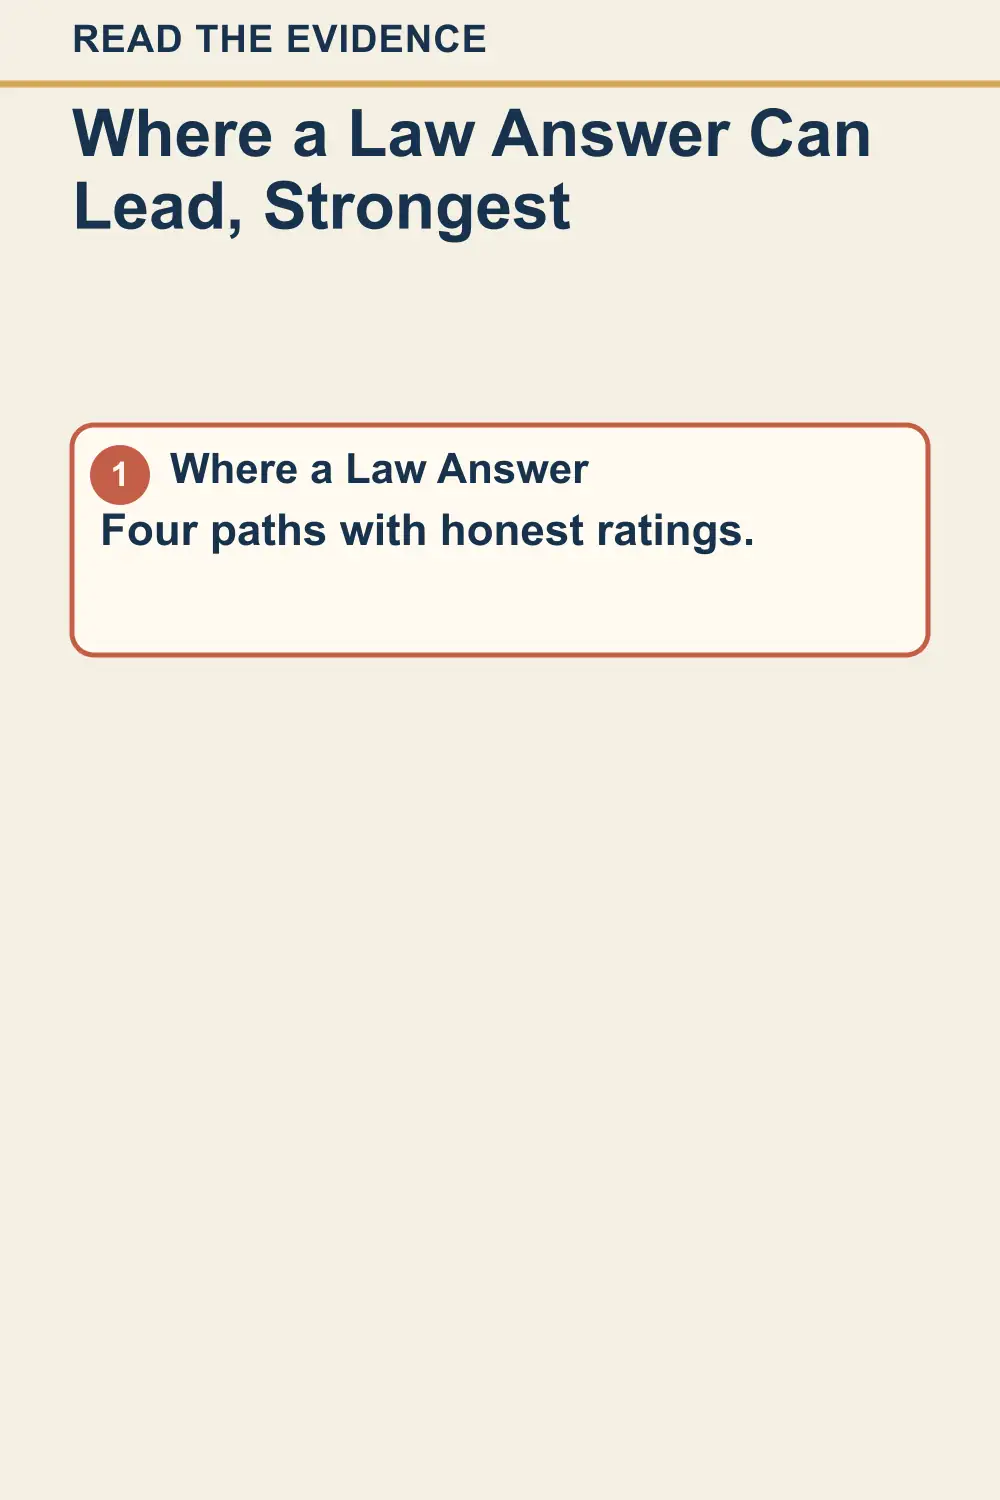 READ THE EVIDENCE
Where a Law Answer Can
Lead, Strongest
1 Where a Law Answer
Four paths with honest ratings.